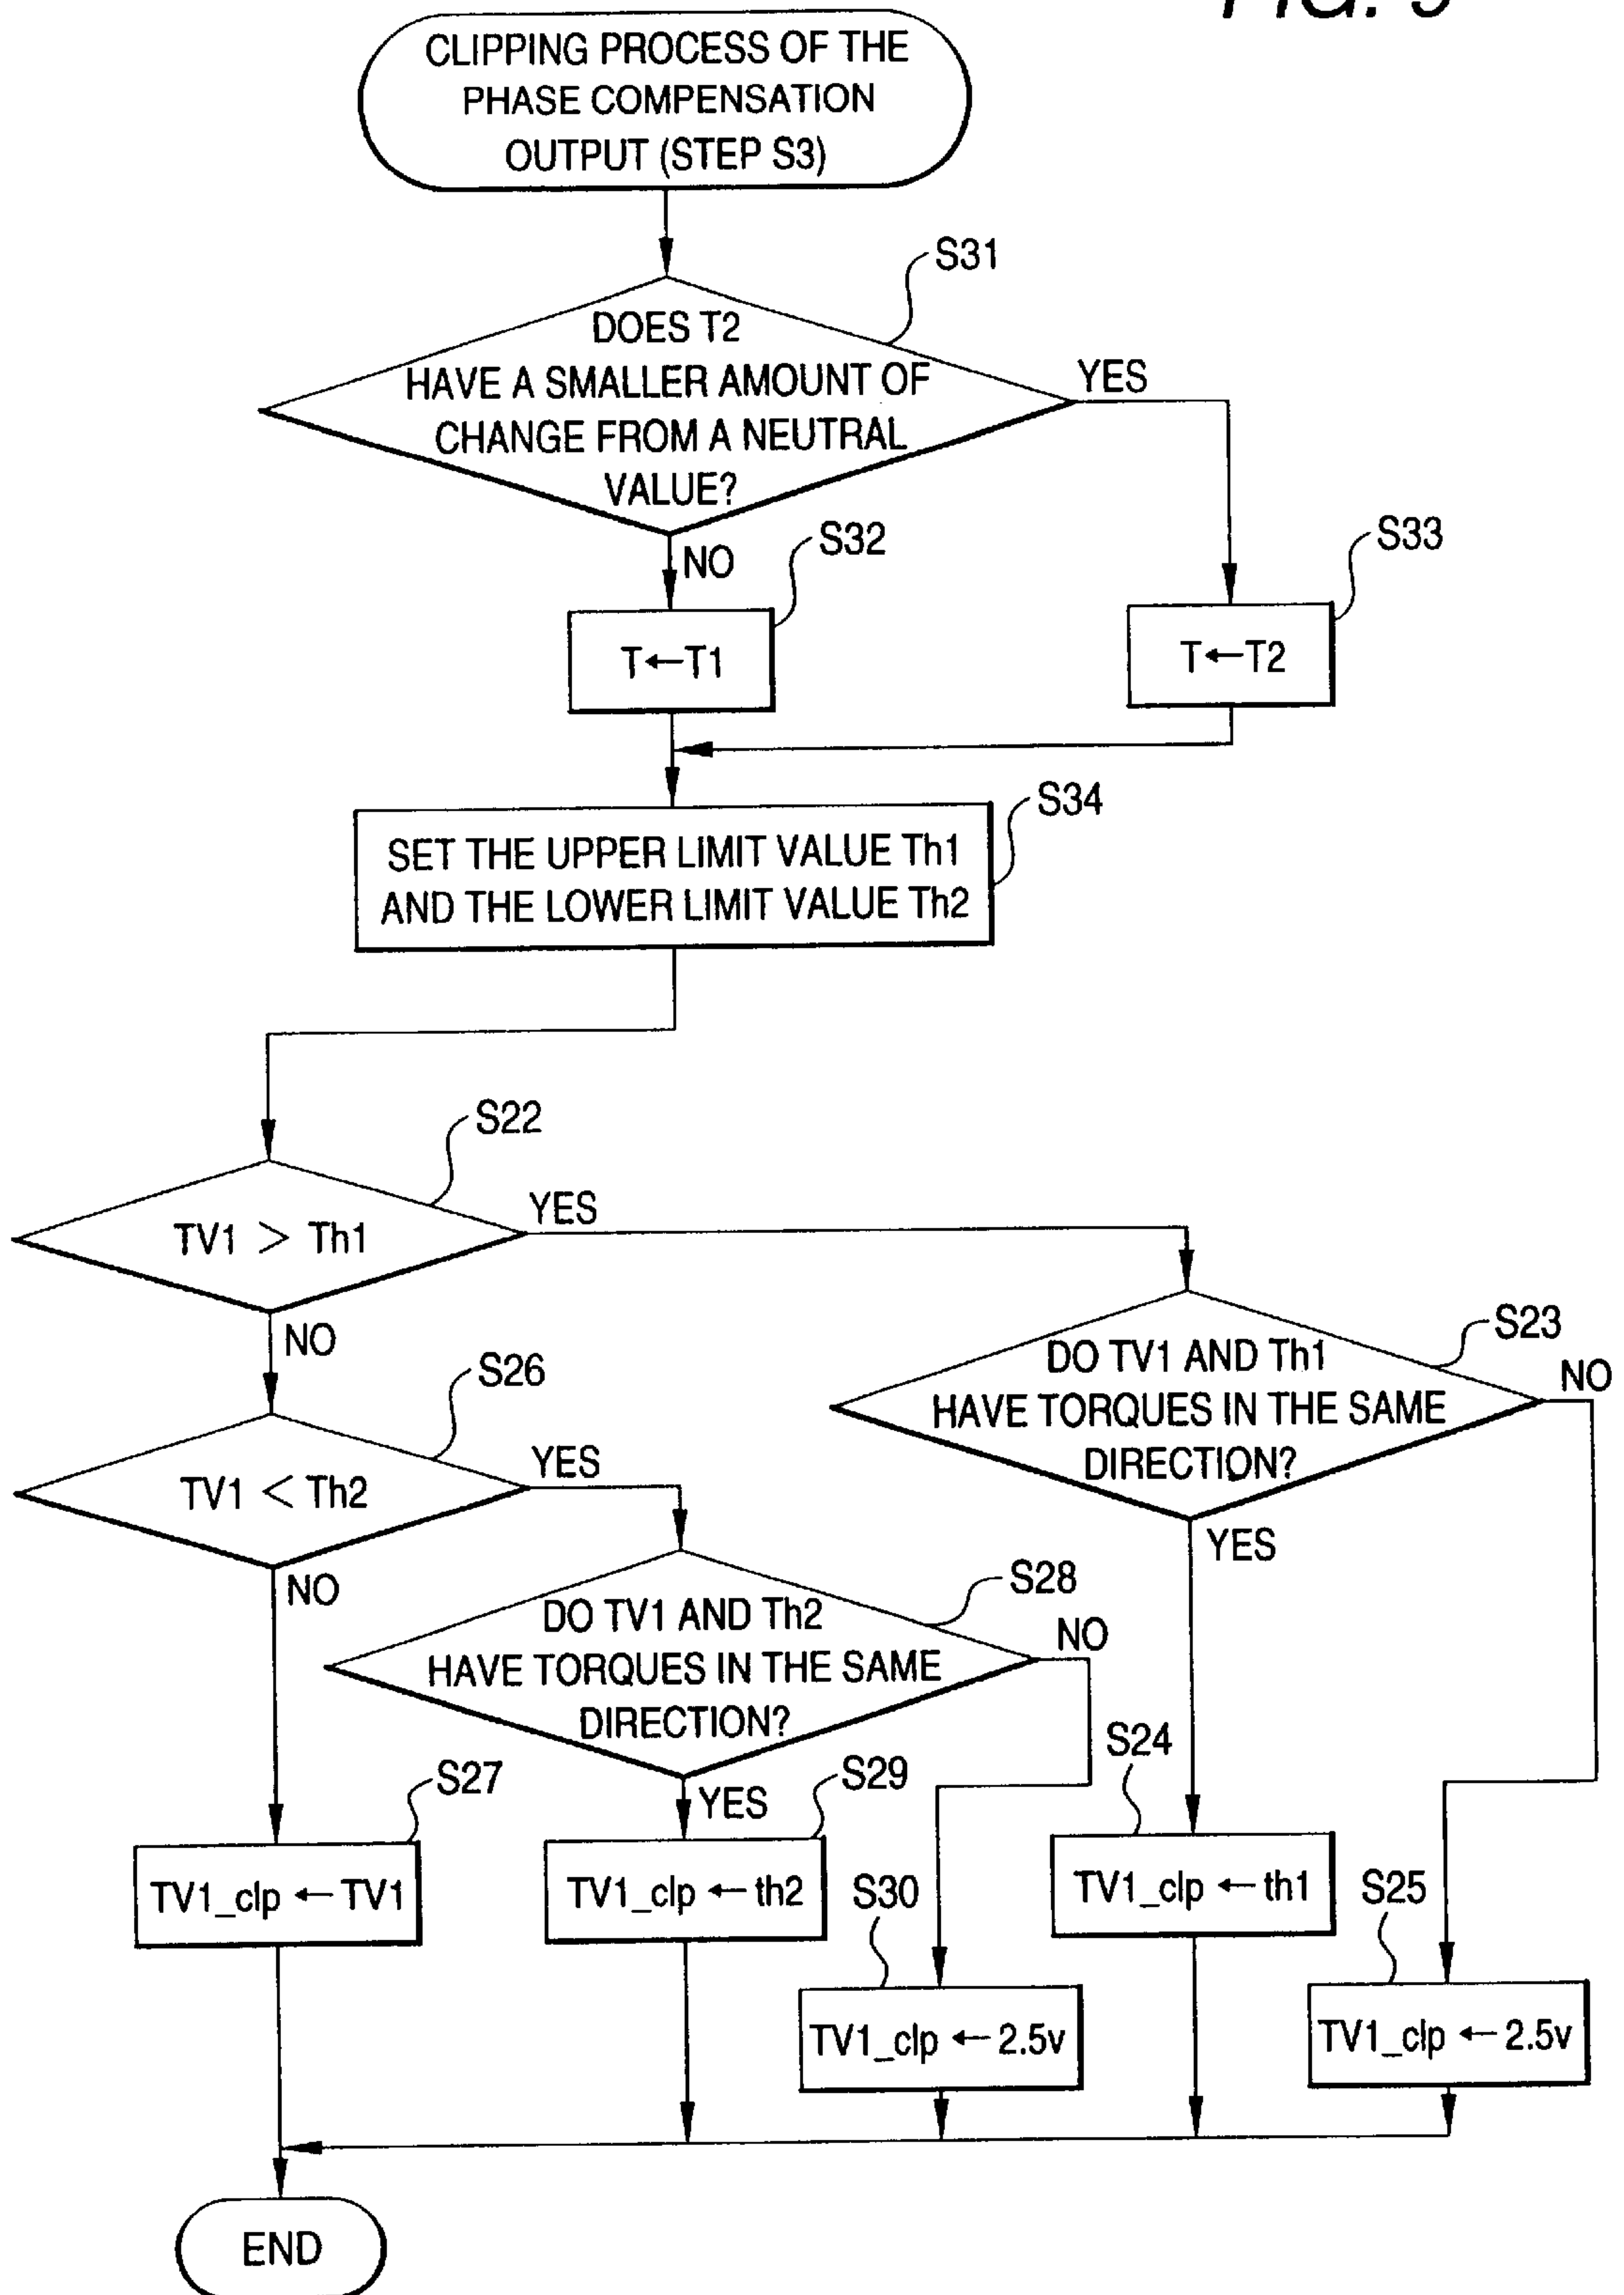 FIG. 9
CLIPPING PROCESS OF THE
PHASE COMPENSATION
OUTPUT (STEP S3)
S31
DOES T2
HAVE A SMALLER AMOUNT OF
CHANGE FROM A NEUTRAL
VALUE?
YES
NO
S32
S33
T←T1
T←T2
S34
SET THE UPPER LIMIT VALUE Th1
AND THE LOWER LIMIT VALUE Th2
S22
TV1 > Th1
YES
NO
S23
DO TV1 AND Th1
HAVE TORQUES IN THE SAME
DIRECTION?
NO
YES
S26
TV1 < Th2
YES
NO
S28
DO TV1 AND Th2
HAVE TORQUES IN THE SAME
DIRECTION?
NO
YES
S27
TV1_clp ← TV1
S29
TV1_clp ← th2
S30
TV1_clp ← 2.5v
S24
TV1_clp ← th1
S25
TV1_clp ← 2.5v
END